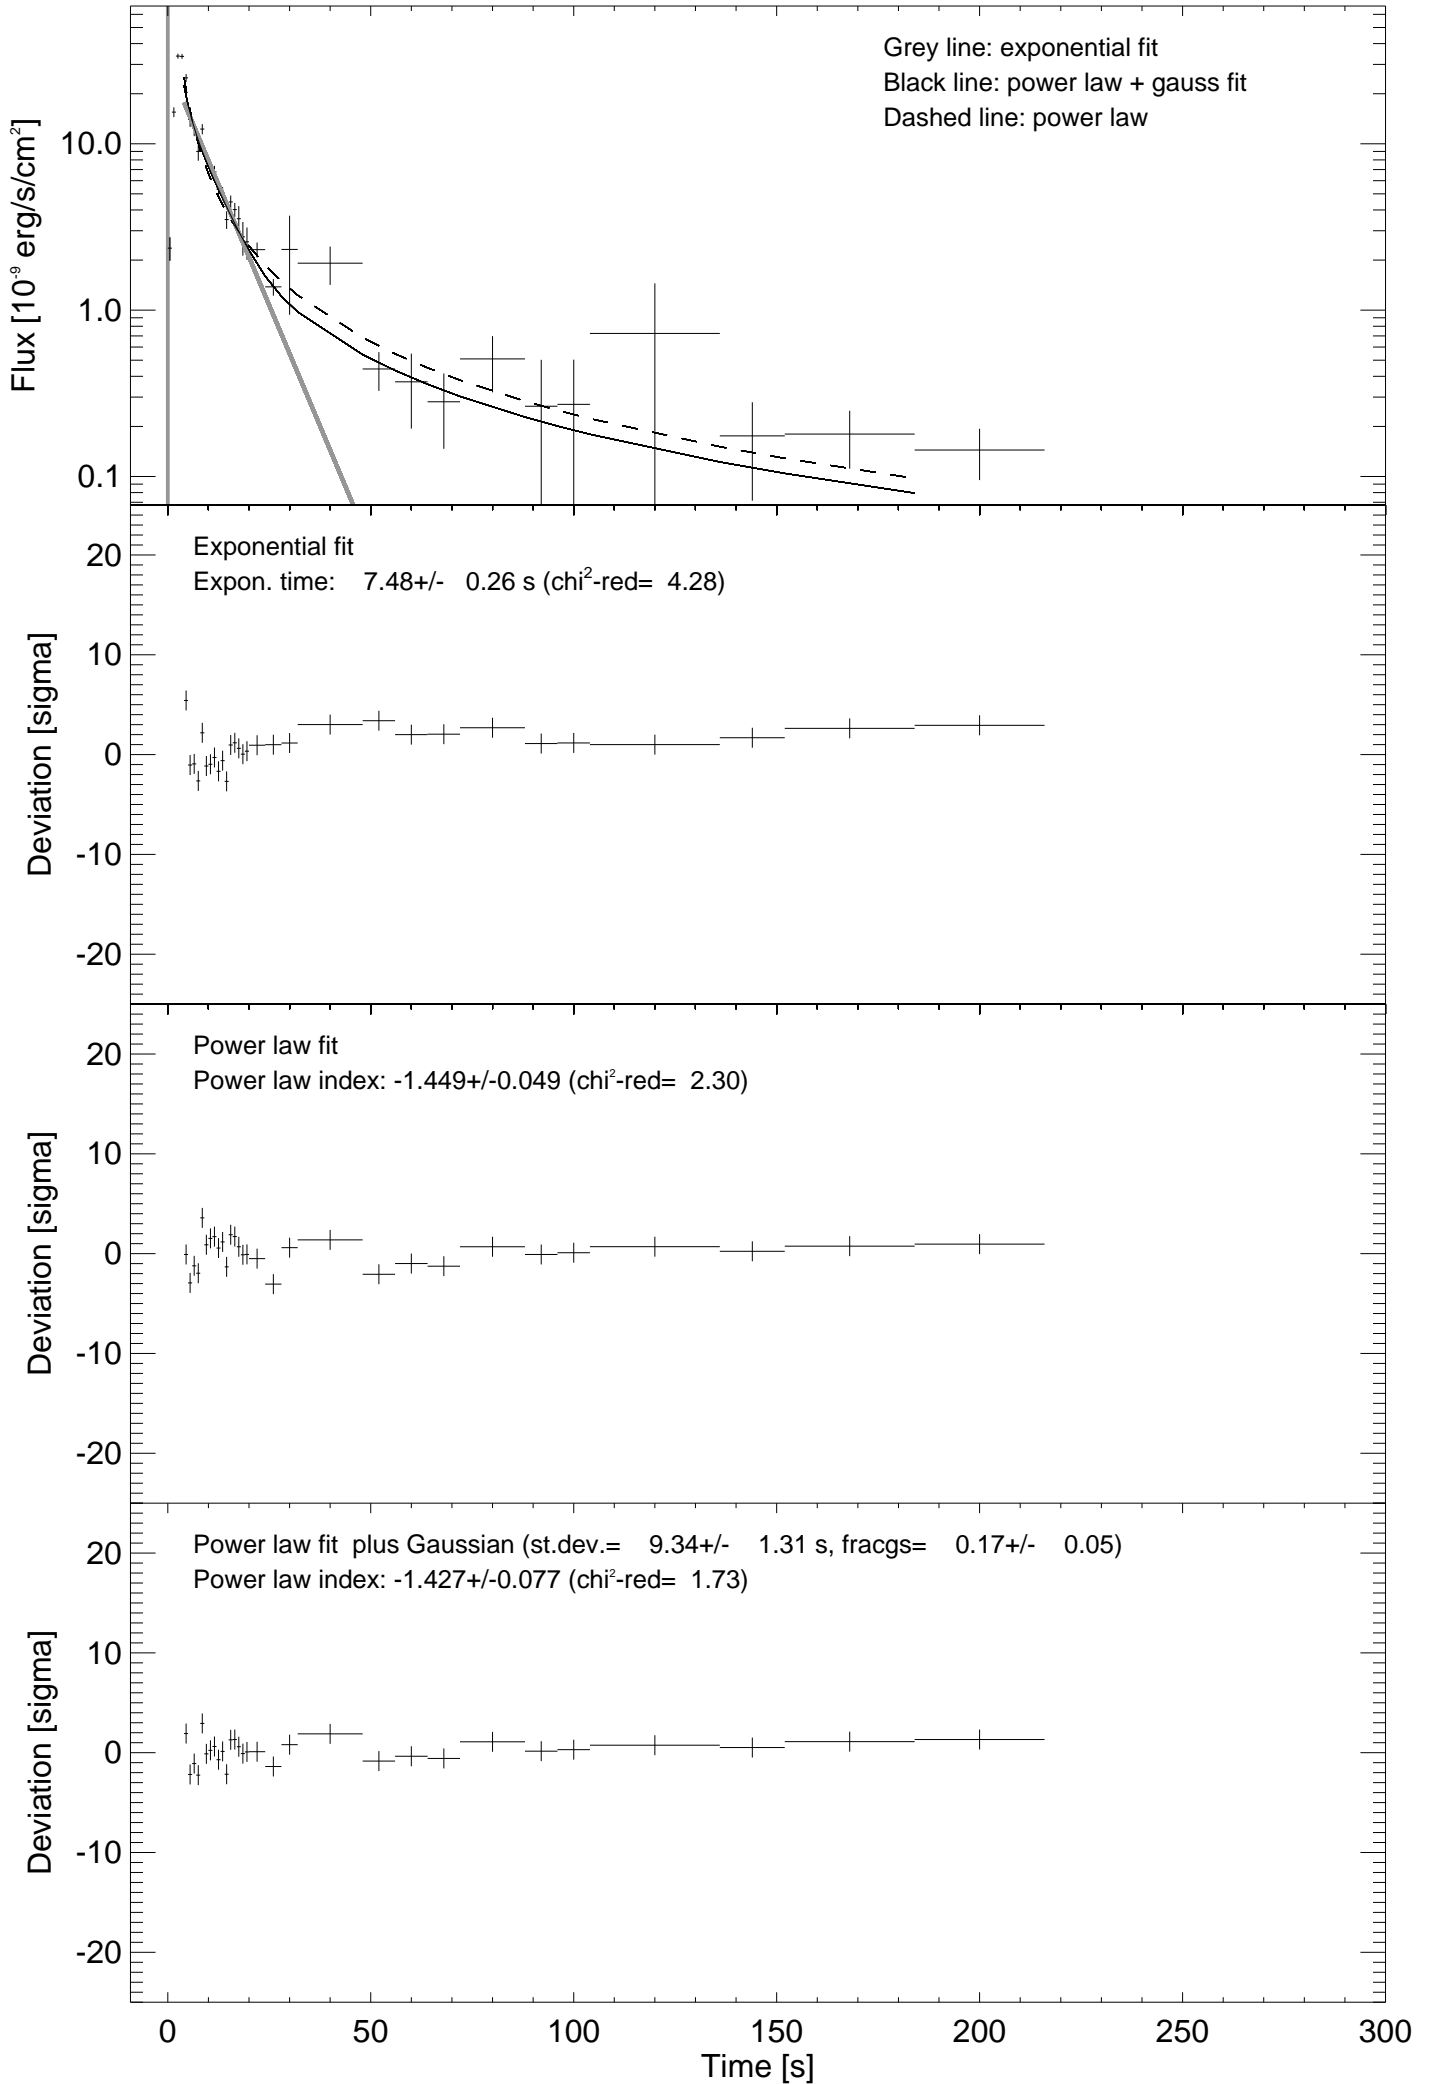 Grey line: exponential fit
Black line: power law + gauss fit
Dashed line: power law
Flux [10⁻⁹ erg/s/cm²]
10.0
1.0
0.1
Exponential fit
Expon. time: 7.48+/- 0.26 s (chi²-red= 4.28)
Deviation [sigma]
20
10
0
-10
-20
Power law fit
Power law index: -1.449+/-0.049 (chi²-red= 2.30)
Deviation [sigma]
20
10
0
-10
-20
Power law fit plus Gaussian (st.dev.= 9.34+/- 1.31 s, fracgs= 0.17+/- 0.05)
Power law index: -1.427+/-0.077 (chi²-red= 1.73)
Deviation [sigma]
20
10
0
-10
-20
0 50 100 150 200 250 300
Time [s]